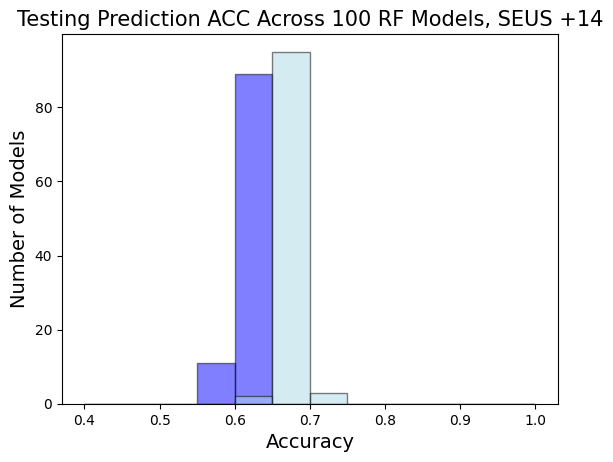 Testing Prediction ACC Across 100 RF Models, SEUS +14
Number of Models
80
60
40
20
0
0.4 0.5 0.6 0.7 0.8 0.9 1.0
Accuracy